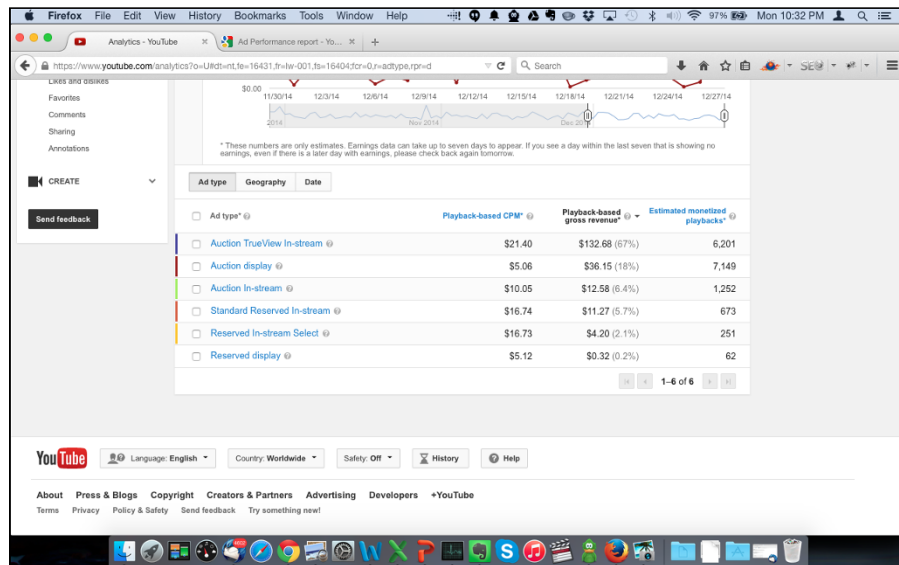 Firefox File Edit View History Bookmarks Tools Window Help 97% Mon 10:32 PM
Analytics - YouTube Ad Performance report - Yo...
https://www.youtube.com/analytics?o=U#dt=nt,fe=16431,fr=lw-001,fs=16404;fcr=0,r=adtype,rpr=d Search
Likes and dislikes
Favorites
Comments
Sharing
Annotations
CREATE
Send feedback
$0.00
11/30/14 12/3/14 12/6/14 12/9/14 12/12/14 12/15/14 12/18/14 12/21/14 12/24/14 12/27/14
2014 Nov 2014 Dec 2014
* These numbers are only estimates. Earnings data can take up to seven days to appear. If you see a day within the last seven that is showing no
earnings, even if there is a later day with earnings, please check back again tomorrow.
Ad type Geography Date
Ad type* Playback-based CPM* Playback-based gross revenue* Estimated monetized playbacks*
Auction TrueView In-stream $21.40 $132.68 (67%) 6,201
Auction display $5.06 $36.15 (18%) 7,149
Auction In-stream $10.05 $12.58 (6.4%) 1,252
Standard Reserved In-stream $16.74 $11.27 (5.7%) 673
Reserved In-stream Select $16.73 $4.20 (2.1%) 251
Reserved display $5.12 $0.32 (0.2%) 62
1–6 of 6
YouTube Language: English Country: Worldwide Safety: Off History Help
About Press & Blogs Copyright Creators & Partners Advertising Developers +YouTube
Terms Privacy Policy & Safety Send feedback Try something new!